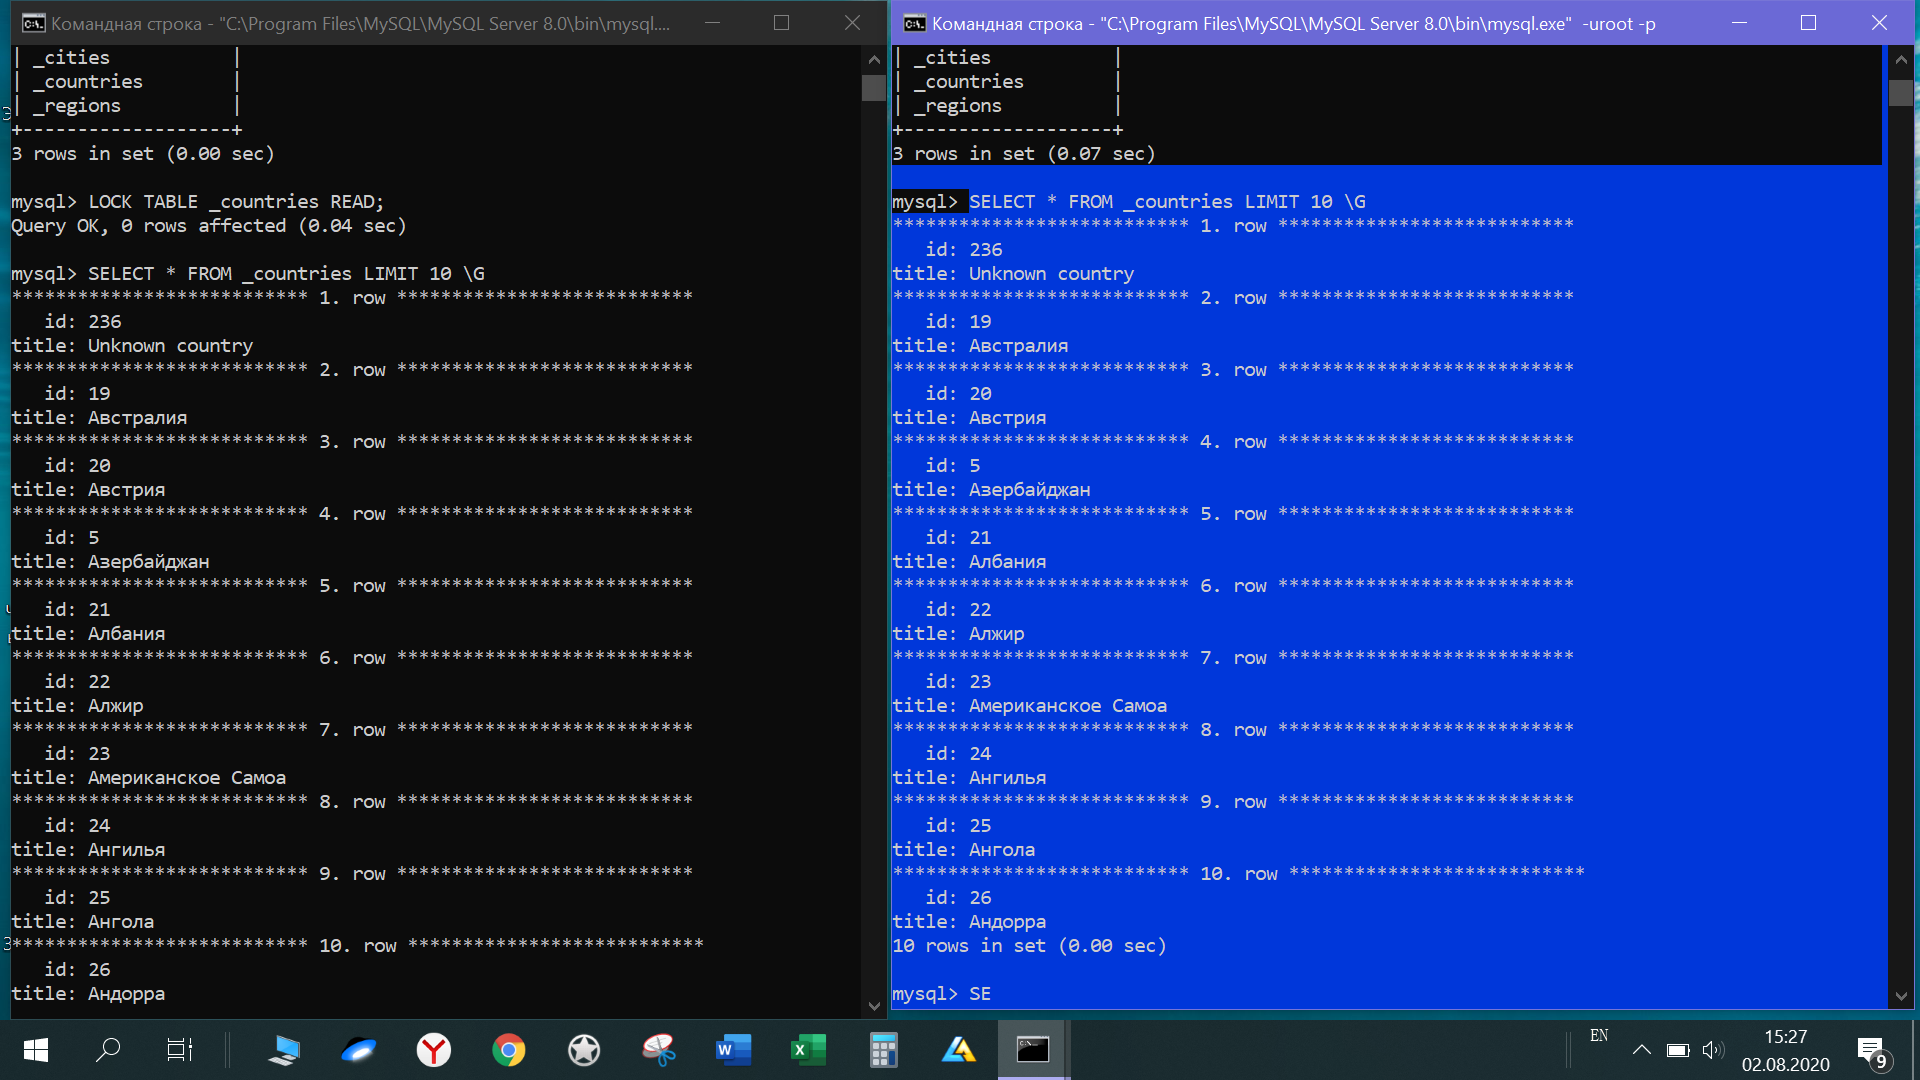 Командная строка - "C:\Program Files\MySQL\MySQL Server 8.0\bin\mysql....
| _cities           |
| _countries        |
| _regions          |
+-------------------+
3 rows in set (0.00 sec)
mysql> LOCK TABLE _countries READ;
Query OK, 0 rows affected (0.04 sec)
mysql> SELECT * FROM _countries LIMIT 10 \G
*************************** 1. row ***************************
   id: 236
title: Unknown country
*************************** 2. row ***************************
   id: 19
title: Австралия
*************************** 3. row ***************************
   id: 20
title: Австрия
*************************** 4. row ***************************
   id: 5
title: Азербайджан
*************************** 5. row ***************************
   id: 21
title: Албания
*************************** 6. row ***************************
   id: 22
title: Алжир
*************************** 7. row ***************************
   id: 23
title: Американское Самоа
*************************** 8. row ***************************
   id: 24
title: Ангилья
*************************** 9. row ***************************
   id: 25
title: Ангола
*************************** 10. row ***************************
   id: 26
title: Андорра
Командная строка - "C:\Program Files\MySQL\MySQL Server 8.0\bin\mysql.exe" -uroot -p
| _cities           |
| _countries        |
| _regions          |
+-------------------+
3 rows in set (0.07 sec)
mysql> SELECT * FROM _countries LIMIT 10 \G
*************************** 1. row ***************************
   id: 236
title: Unknown country
*************************** 2. row ***************************
   id: 19
title: Австралия
*************************** 3. row ***************************
   id: 20
title: Австрия
*************************** 4. row ***************************
   id: 5
title: Азербайджан
*************************** 5. row ***************************
   id: 21
title: Албания
*************************** 6. row ***************************
   id: 22
title: Алжир
*************************** 7. row ***************************
   id: 23
title: Американское Самоа
*************************** 8. row ***************************
   id: 24
title: Ангилья
*************************** 9. row ***************************
   id: 25
title: Ангола
*************************** 10. row ***************************
   id: 26
title: Андорра
10 rows in set (0.00 sec)
mysql> SE
EN
15:27
02.08.2020
9